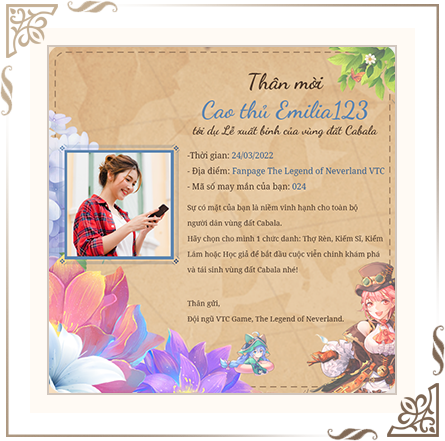 Thân mời
Cao thủ Emilia123
tới dự Lễ xuất binh của vùng đất Cabala
-Thời gian: 24/03/2022
- Địa điểm: Fanpage The Legend of Neverland VTC
- Mã số may mắn của bạn: 024
Sự có mặt của bạn là niềm vinh hạnh cho toàn bộ
người dân vùng đất Cabala.
Hãy chọn cho mình 1 chức danh: Thợ Rèn, Kiếm Sĩ, Kiểm
Lâm hoặc Học giả để bắt đầu cuộc viễn chinh khám phá
và tái sinh vùng đất Cabala nhé!
Thân gửi,
Đội ngũ VTC Game, The Legend of Neverland.